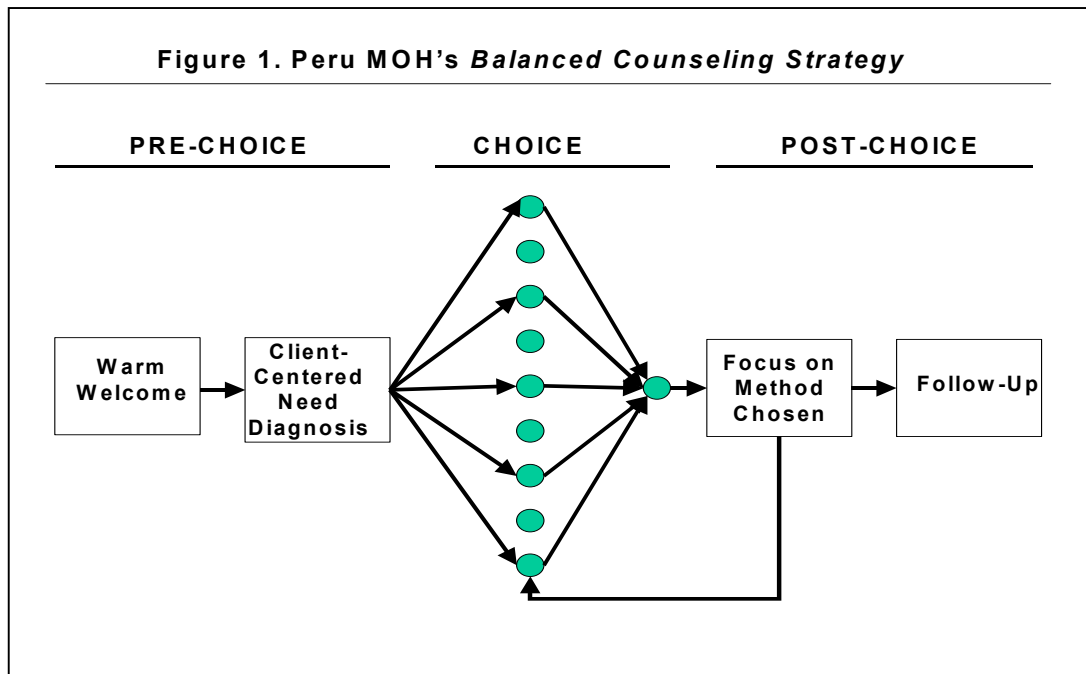 Figure 1. Peru MOH's Balanced Counseling Strategy
PRE-CHOICE
CHOICE
POST-CHOICE
Warm
Welcome
Client-
Centered
Need
Diagnosis
Focus on
Method
Chosen
Follow-Up